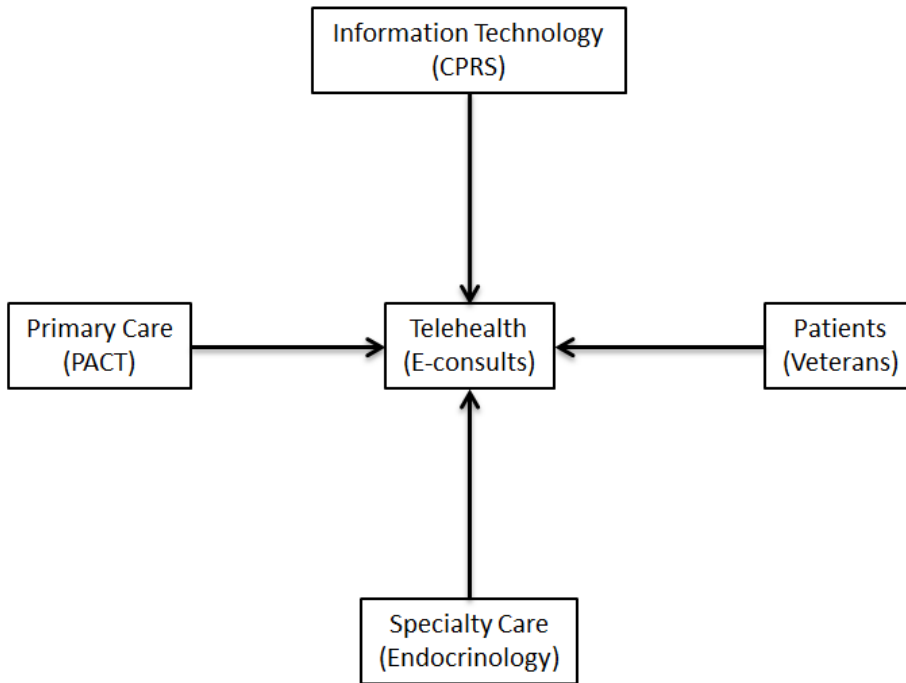 Information Technology
(CPRS)
Primary Care
(PACT)
Telehealth
(E-consults)
Patients
(Veterans)
Specialty Care
(Endocrinology)